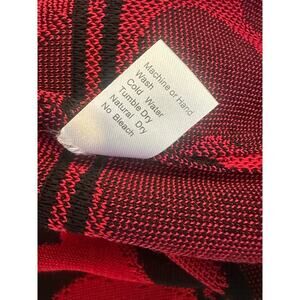 Machine or Hand
Wash
Cold Water
Tumble Dry
Natural Dry
No Bleach